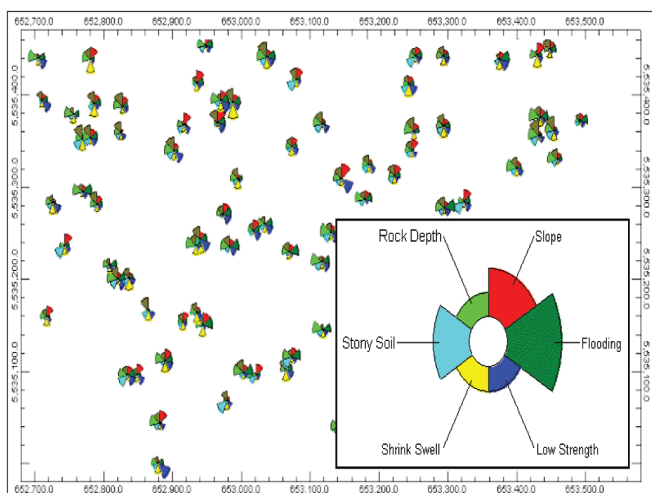 652,700.0 652,800.0 652,900.0 653,000.0 653,100.0 653,200.0 653,300.0 653,400.0 653,500.0
5,535,400.0 5,535,400.0
5,535,300.0 5,535,300.0
5,535,200.0 5,535,200.0
5,535,100.0 5,535,100.0
Rock Depth Slope
Stony Soil Flooding
Shrink Swell Low Strength
652,700.0 652,800.0 652,900.0 653,000.0 653,100.0 653,200.0 653,300.0 653,400.0 653,500.0